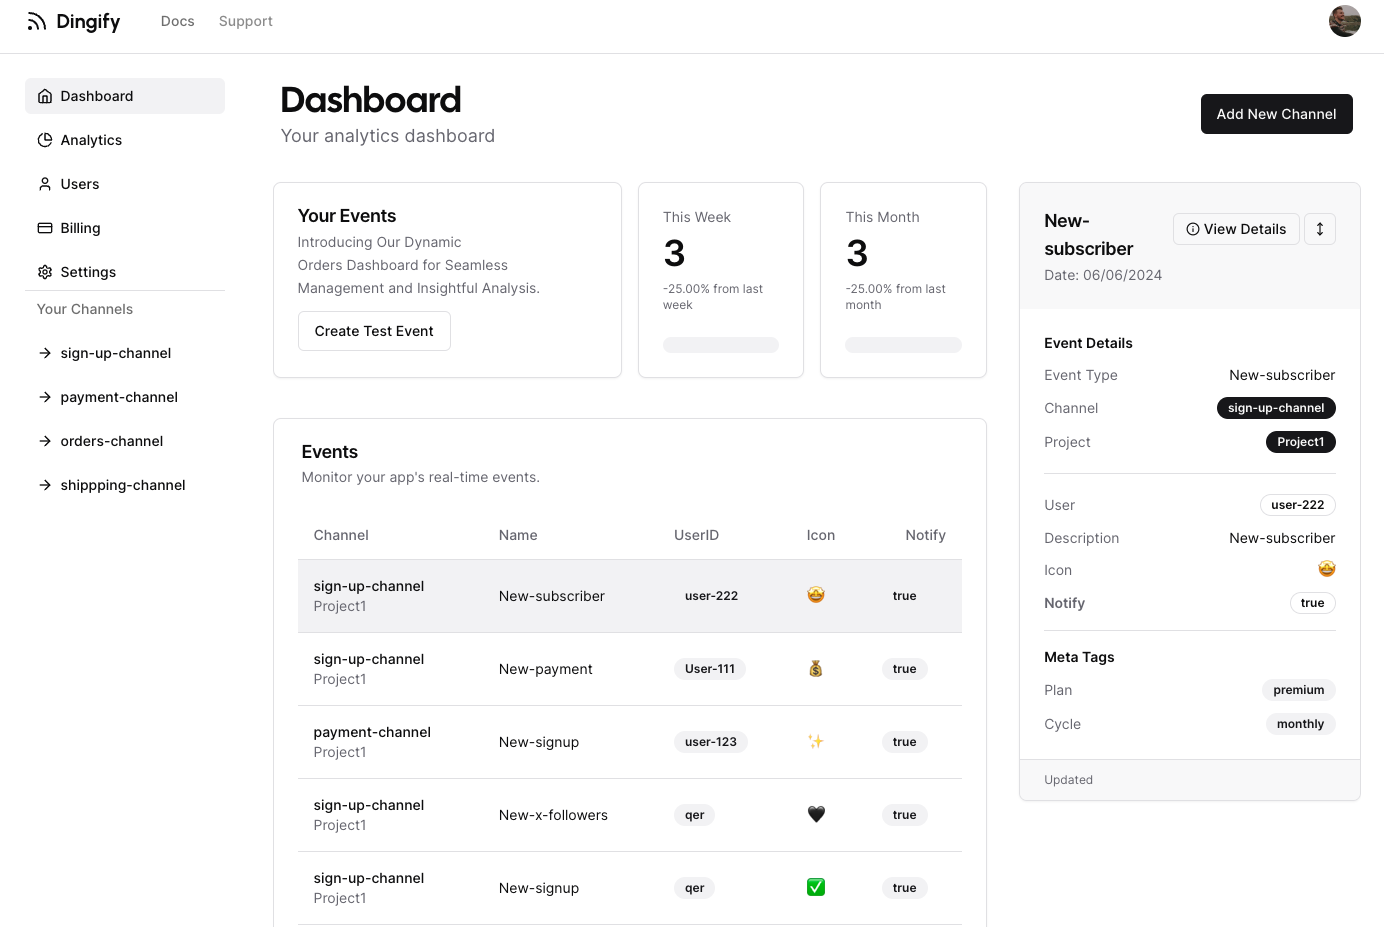 Dingify
Docs
Support
Dashboard
Analytics
Users
Billing
Settings
Your Channels
sign-up-channel
payment-channel
orders-channel
shippping-channel
Dashboard
Your analytics dashboard
Add New Channel
Your Events
Introducing Our Dynamic
Orders Dashboard for Seamless
Management and Insightful Analysis.
Create Test Event
This Week
3
-25.00% from last
week
This Month
3
-25.00% from last
month
Events
Monitor your app's real-time events.
Channel Name UserID Icon Notify
sign-up-channel
Project1
New-subscriber user-222 🤩 true
sign-up-channel
Project1
New-payment User-111 💰 true
payment-channel
Project1
New-signup user-123 ✨ true
sign-up-channel
Project1
New-x-followers qer 🖤 true
sign-up-channel
Project1
New-signup qer ✅ true
New-
subscriber
Date: 06/06/2024
View Details
Event Details
Event Type New-subscriber
Channel sign-up-channel
Project Project1
User user-222
Description New-subscriber
Icon 🤩
Notify true
Meta Tags
Plan premium
Cycle monthly
Updated